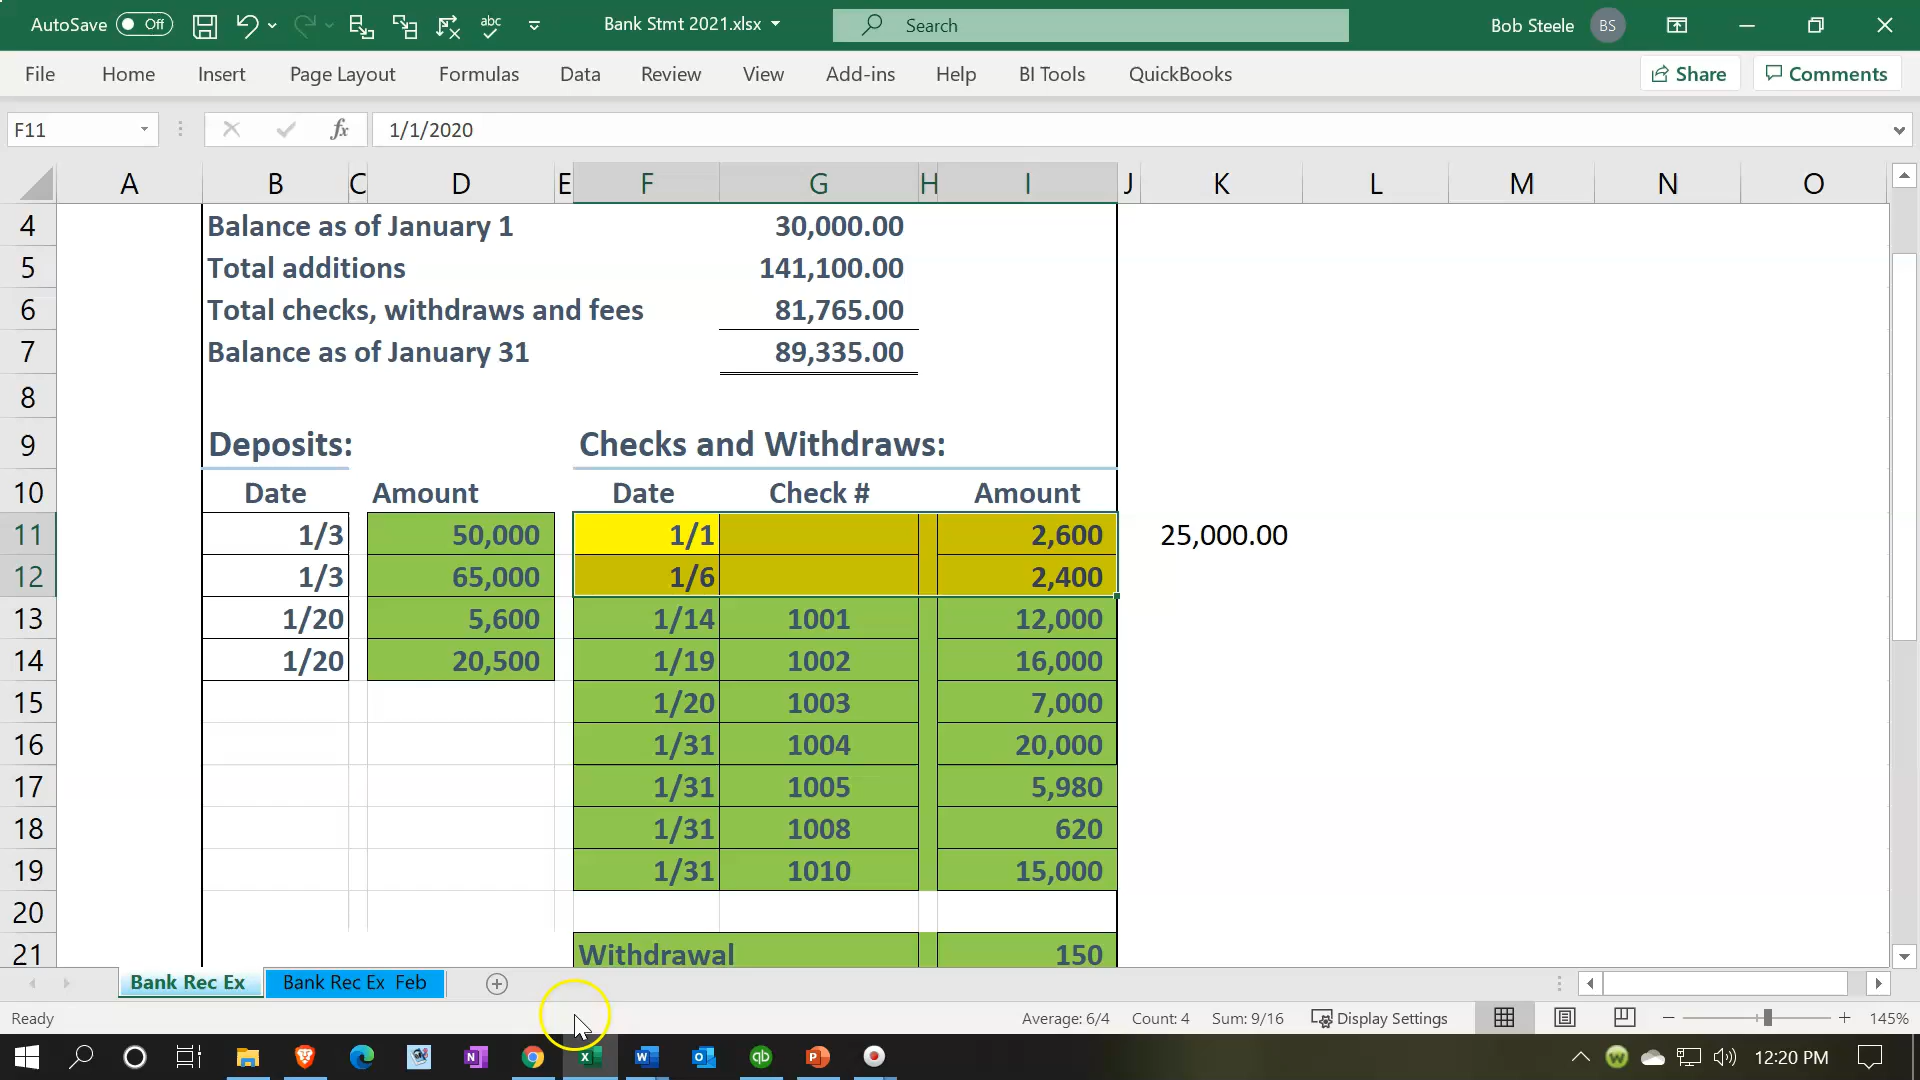 AutoSave Off abc Bank Stmt 2021.xlsx Search Bob Steele BS
File Home Insert Page Layout Formulas Data Review View Add-ins Help BI Tools QuickBooks Share Comments
F11 fx 1/1/2020
A B C D E F G H I J K L M N O
4 Balance as of January 1 30,000.00
5 Total additions 141,100.00
6 Total checks, withdraws and fees 81,765.00
7 Balance as of January 31 89,335.00
8
9 Deposits: Checks and Withdraws:
10 Date Amount Date Check # Amount
11 1/3 50,000 1/1 2,600 25,000.00
12 1/3 65,000 1/6 2,400
13 1/20 5,600 1/14 1001 12,000
14 1/20 20,500 1/19 1002 16,000
15 1/20 1003 7,000
16 1/31 1004 20,000
17 1/31 1005 5,980
18 1/31 1008 620
19 1/31 1010 15,000
20
21 Withdrawal 150
Bank Rec Ex Bank Rec Ex Feb
Ready Average: 6/4 Count: 4 Sum: 9/16 Display Settings 145%
12:20 PM